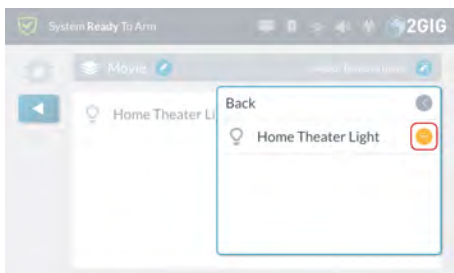 System Ready To Arm
2GIG
Movie
Home Theater Li
Back
Home Theater Light